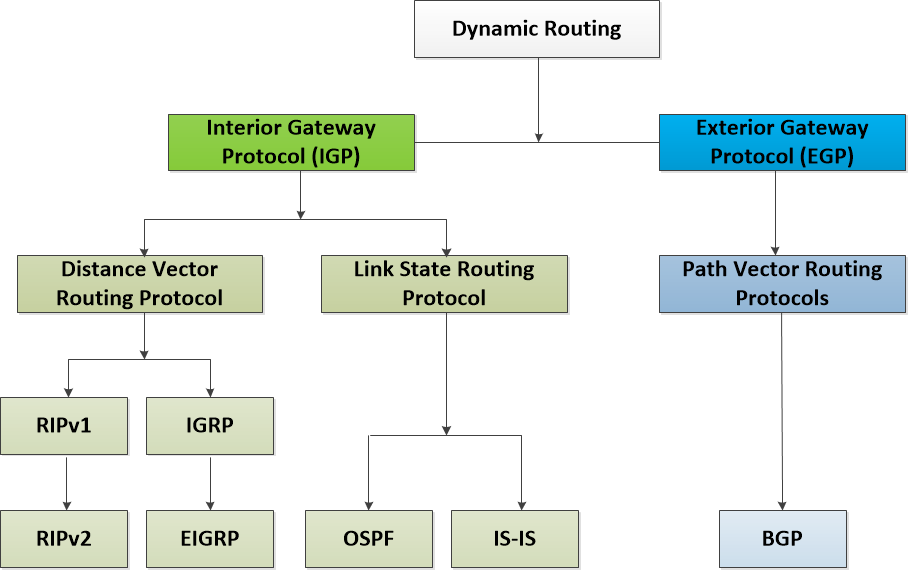 Dynamic Routing
Interior Gateway
Protocol (IGP)
Exterior Gateway
Protocol (EGP)
Distance Vector
Routing Protocol
Link State Routing
Protocol
Path Vector Routing
Protocols
RIPv1
IGRP
RIPv2
EIGRP
OSPF
IS-IS
BGP